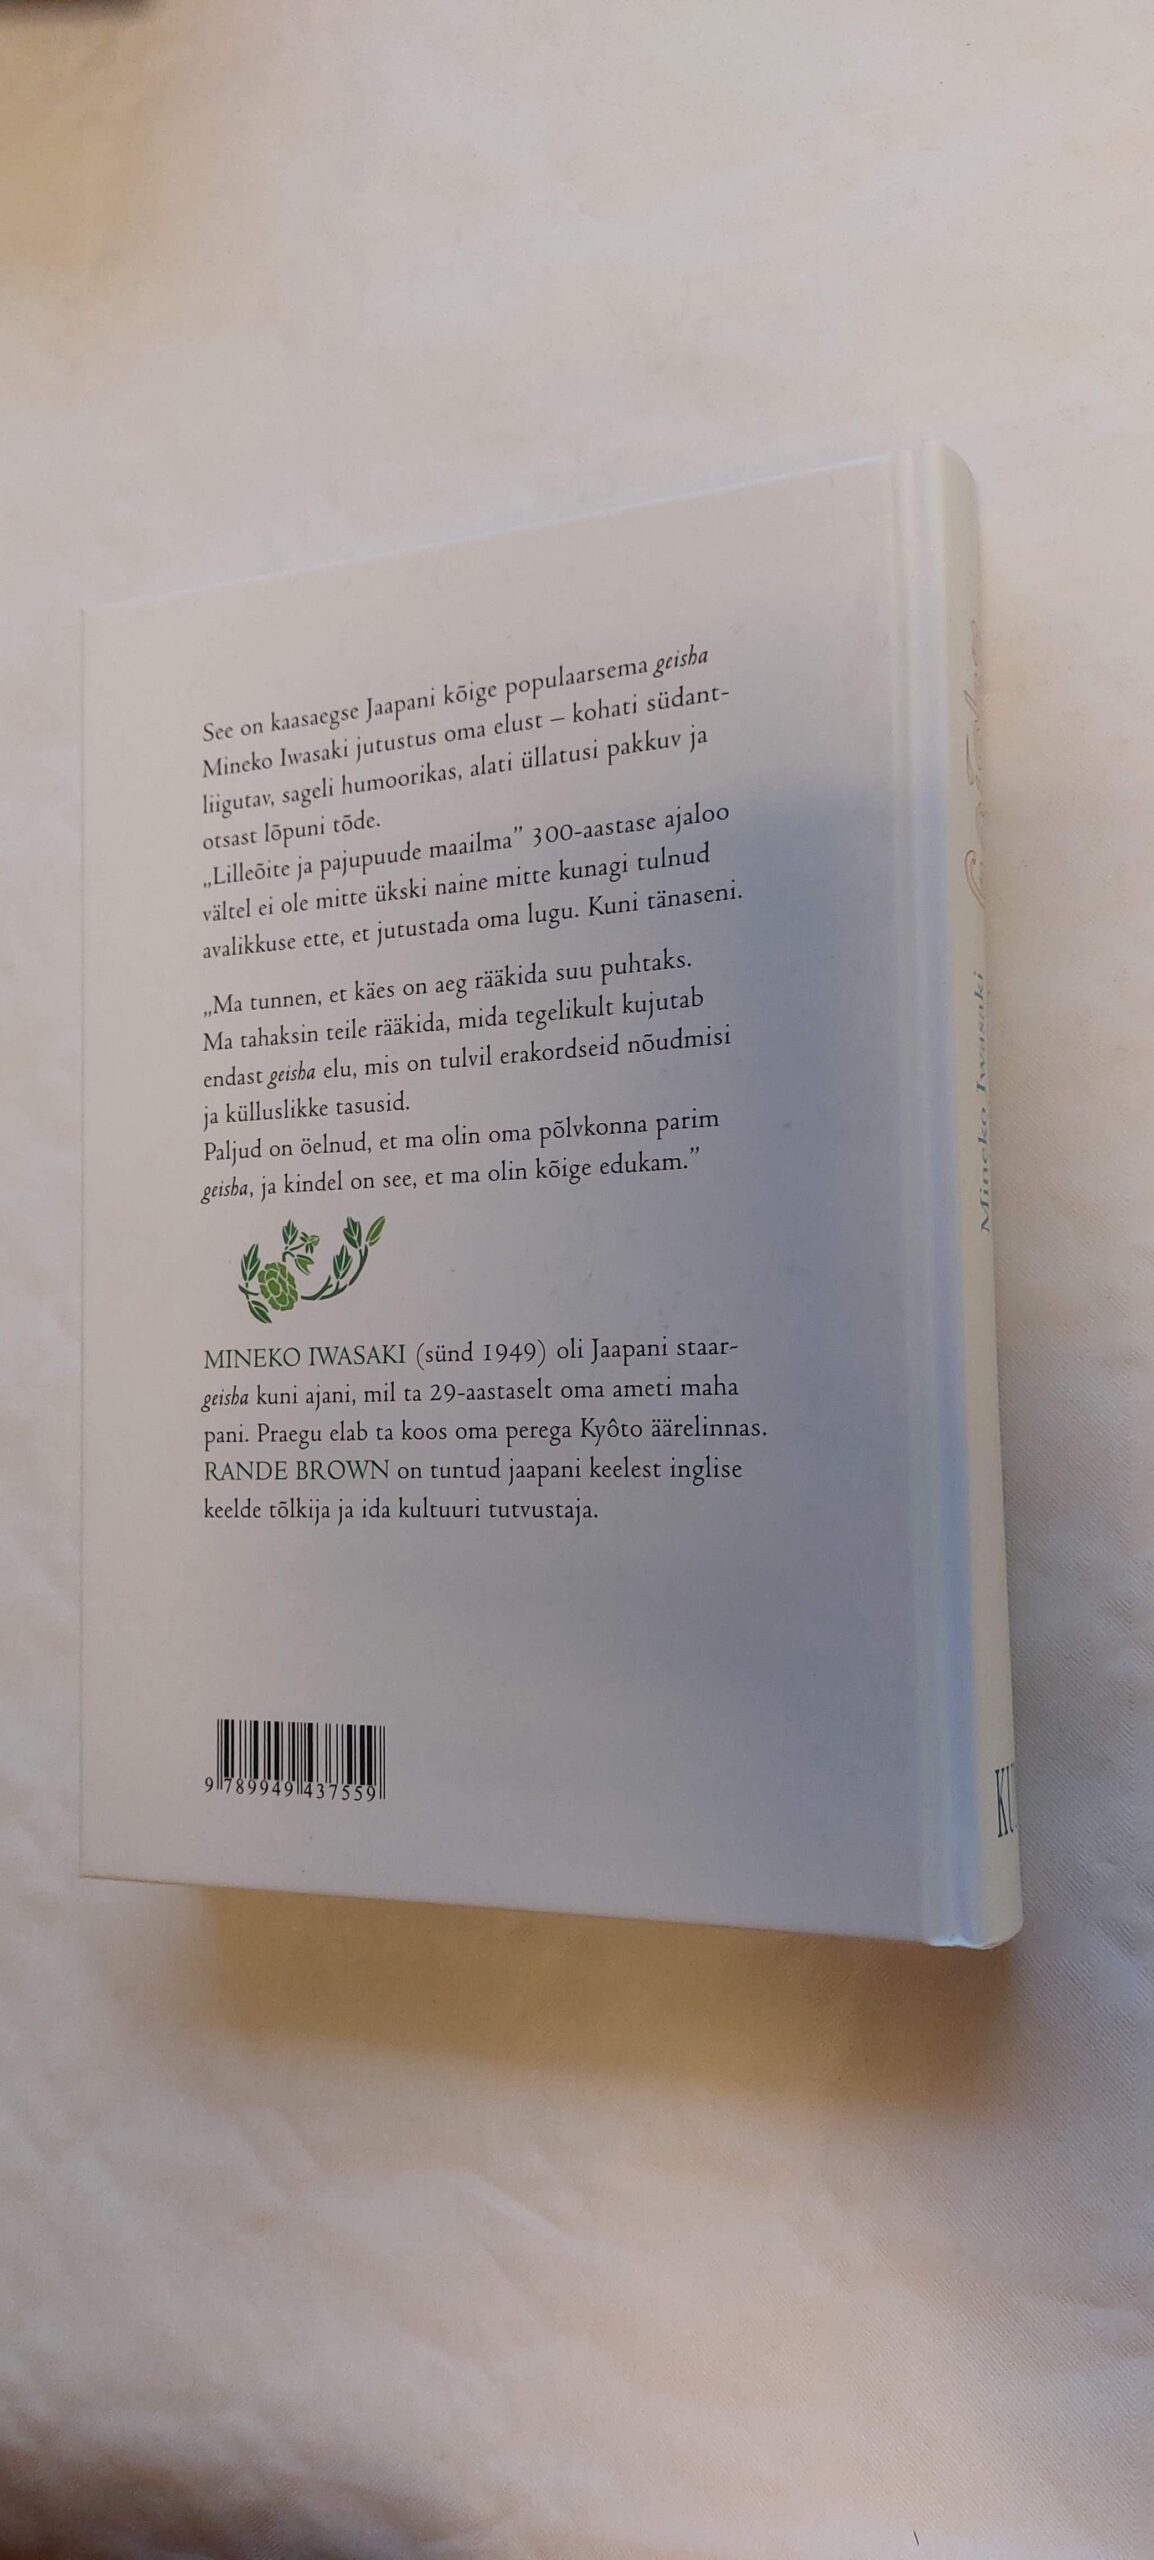 See on kaasaegse Jaapani kõige populaarsema geisha
Mineko Iwasaki jutustus oma elust – kohati südant-
liigutav, sageli humoorikas, alati üllatusi pakkuv ja
otsast lõpuni tõde.
„Lilleõite ja pajupuude maailma” 300-aastase ajaloo
vältel ei ole mitte ükski naine mitte kunagi tulnud
avalikkuse ette, et jutustada oma lugu. Kuni tänaseni.
„Ma tunnen, et käes on aeg rääkida suu puhtaks.
Ma tahaksin teile rääkida, mida tegelikult kujutab
endast geisha elu, mis on tulvil erakordseid nõudmisi
ja külluslikke tasusid.
Paljud on öelnud, et ma olin oma põlvkonna parim
geisha, ja kindel on see, et ma olin kõige edukam.”
MINEKO IWASAKI (sünd 1949) oli Jaapani staar-
geisha kuni ajani, mil ta 29-aastaselt oma ameti maha
pani. Praegu elab ta koos oma perega Kyôto äärelinnas.
RANDE BROWN on tuntud jaapani keelest inglise
keelde tõlkija ja ida kultuuri tutvustaja.
9 789949 437559
Mineko Iwasaki